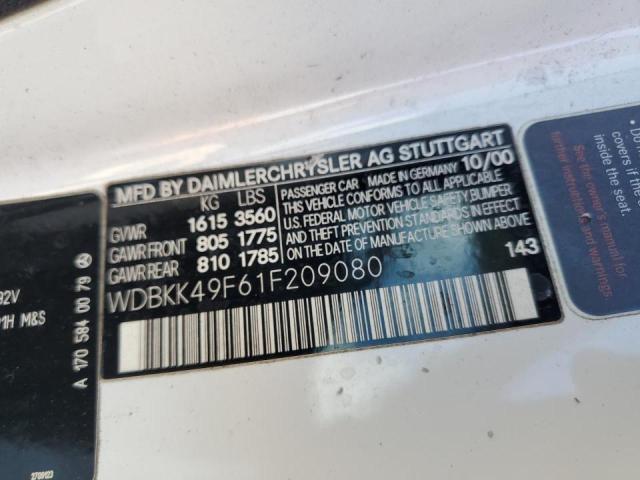 MFD BY DAIMLERCHRYSLER AG STUTTGART
KG LBS
GVWR 1615 3560
GAWR FRONT 805 1775
GAWR REAR 810 1785
PASSENGER CAR MADE IN GERMANY 10/00
THIS VEHICLE CONFORMS TO ALL APPLICABLE
U.S. FEDERAL MOTOR VEHICLE SAFETY BUMPER
AND THEFT PREVENTION STANDARDS IN EFFECT
ON THE DATE OF MANUFACTURE SHOWN ABOVE
143
WDBKK49F61F209080
92V
1H M&S
A 170 584 00 79
covers if the
inside the seat.
See the owner's manual for
further instructions
and warnings.